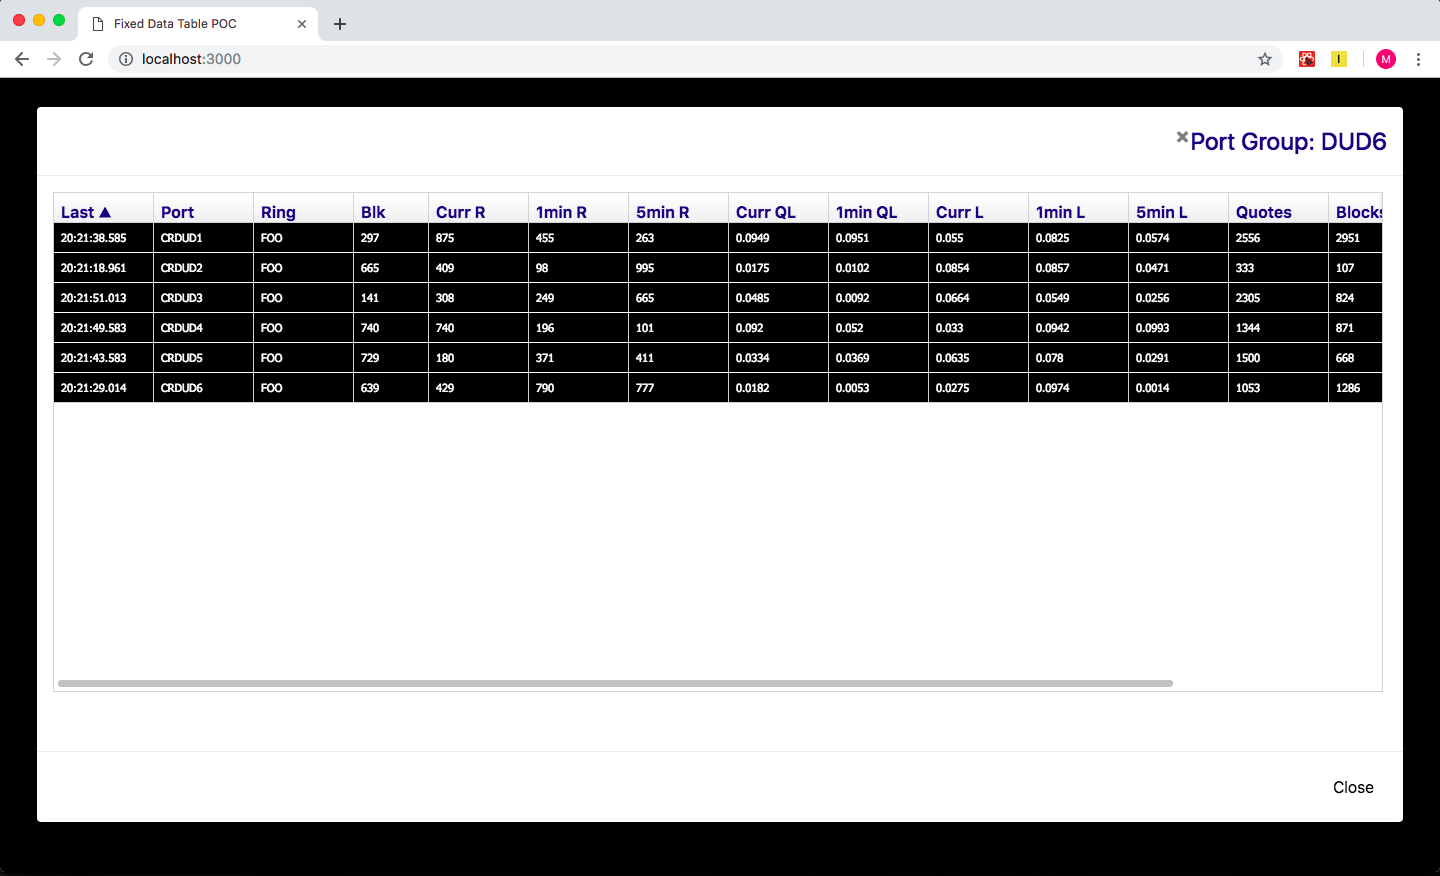 Fixed Data Table POC
localhost:3000
M
Port Group: DUD6
Last ▲ Port Ring Blk Curr R 1min R 5min R Curr QL 1min QL Curr L 1min L 5min L Quotes Blocks
20:21:38.585 CRDUD1 FOO 297 875 455 263 0.0949 0.0951 0.055 0.0825 0.0574 2556 2951
20:21:18.961 CRDUD2 FOO 665 409 98 995 0.0175 0.0102 0.0854 0.0857 0.0471 333 107
20:21:51.013 CRDUD3 FOO 141 308 249 665 0.0485 0.0092 0.0664 0.0549 0.0256 2305 824
20:21:49.583 CRDUD4 FOO 740 740 196 101 0.092 0.052 0.033 0.0942 0.0993 1344 871
20:21:43.583 CRDUD5 FOO 729 180 371 411 0.0334 0.0369 0.0635 0.078 0.0291 1500 668
20:21:29.014 CRDUD6 FOO 639 429 790 777 0.0182 0.0053 0.0275 0.0974 0.0014 1053 1286
Close